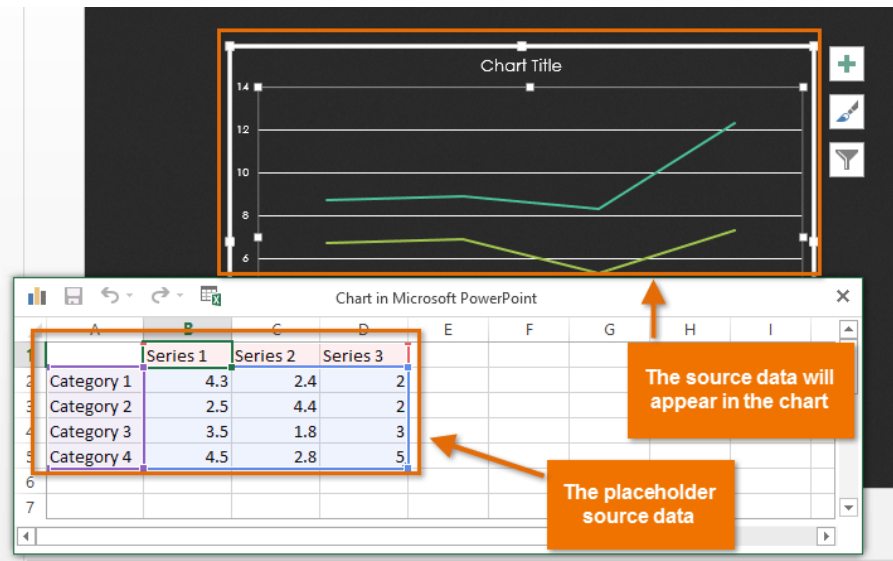 Chart Title
14
12
10
8
6
Chart in Microsoft PowerPoint
A B C D E F G H I
1 Series 1 Series 2 Series 3
2 Category 1 4.3 2.4 2
3 Category 2 2.5 4.4 2
4 Category 3 3.5 1.8 3
5 Category 4 4.5 2.8 5
6
7
The source data will
appear in the chart
The placeholder
source data